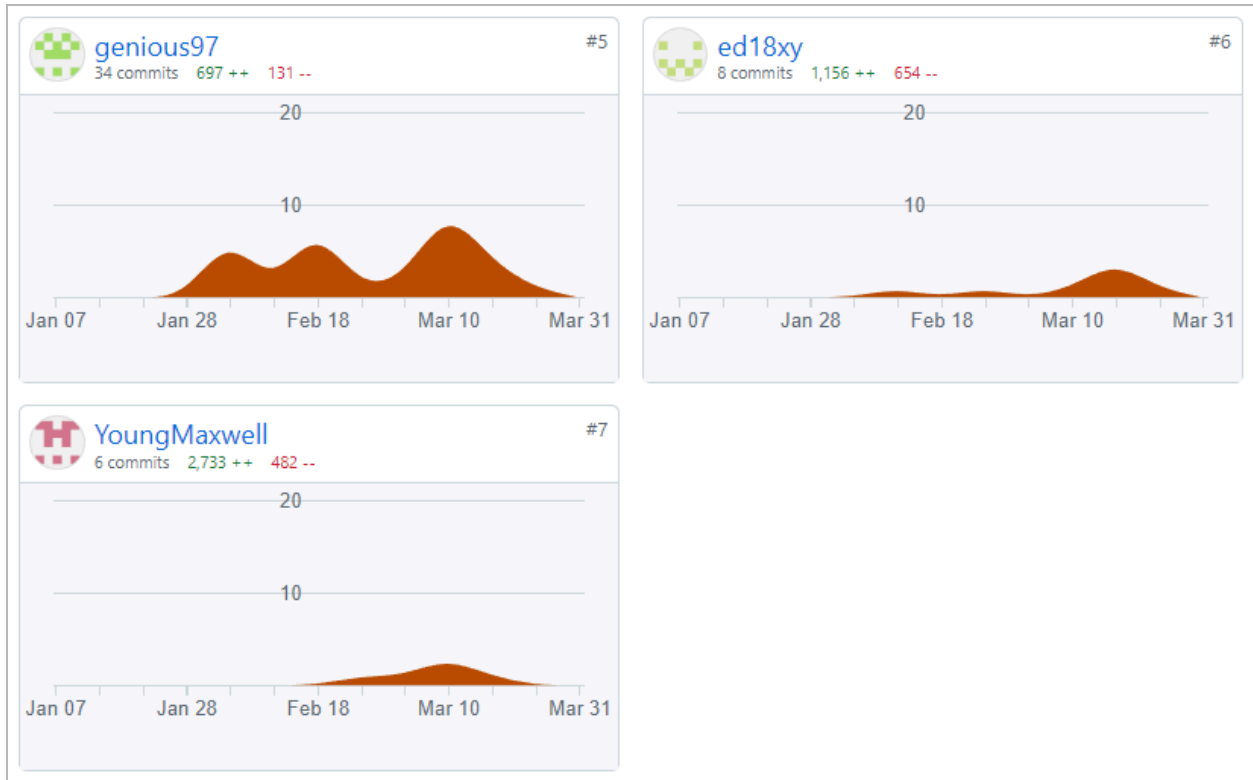 genious97 #5
34 commits 697 ++ 131 --
20
10
Jan 07 Jan 28 Feb 18 Mar 10 Mar 31
ed18xy #6
8 commits 1,156 ++ 654 --
20
10
Jan 07 Jan 28 Feb 18 Mar 10 Mar 31
YoungMaxwell #7
6 commits 2,733 ++ 482 --
20
10
Jan 07 Jan 28 Feb 18 Mar 10 Mar 31